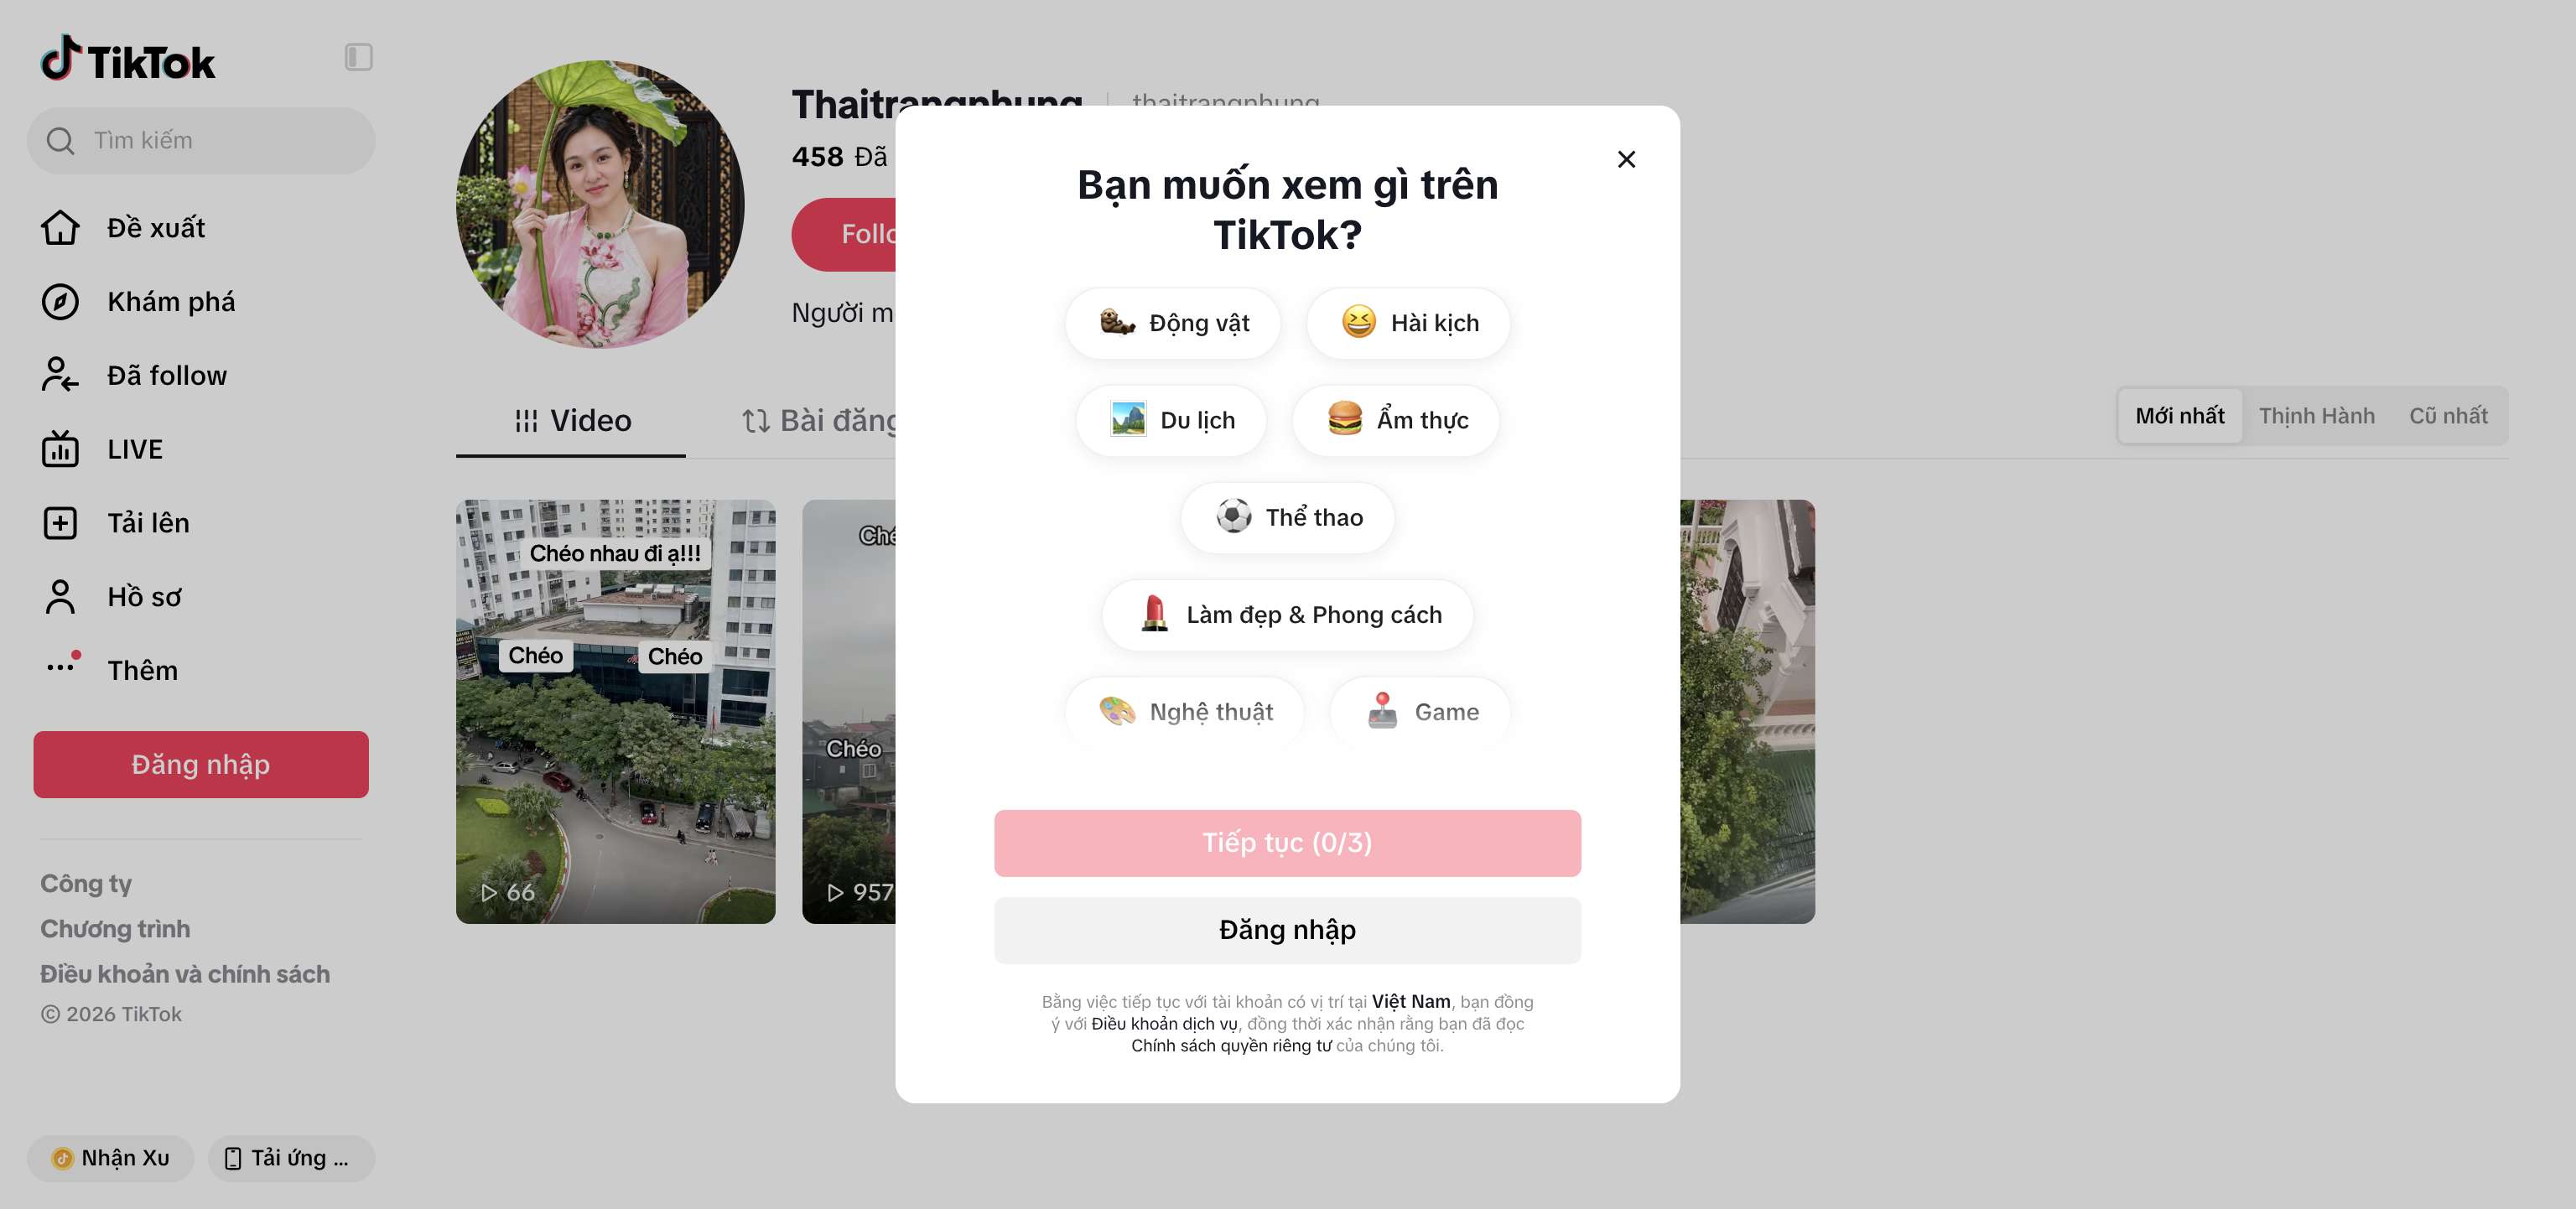 TikTok
Tìm kiếm
Đề xuất
Khám phá
Đã follow
LIVE
Tải lên
Hồ sơ
Thêm
Đăng nhập
Công ty
Chương trình
Điều khoản và chính sách
© 2026 TikTok
Nhận Xu
Tải ứng ...
Thaitrangnhung
thaitrangnhung
458 Đã
Follo
Người m
Video
Bài đăng
Mới nhất
Thịnh Hành
Cũ nhất
Chéo nhau đi ạ!!!
Chéo
Chéo
66
Ché
Chéo
957
Bạn muốn xem gì trên
TikTok?
Động vật
Hài kịch
Du lịch
Ẩm thực
Thể thao
Làm đẹp & Phong cách
Nghệ thuật
Game
Tiếp tục (0/3)
Đăng nhập
Bằng việc tiếp tục với tài khoản có vị trí tại Việt Nam, bạn đồng
ý với Điều khoản dịch vụ, đồng thời xác nhận rằng bạn đã đọc
Chính sách quyền riêng tư của chúng tôi.